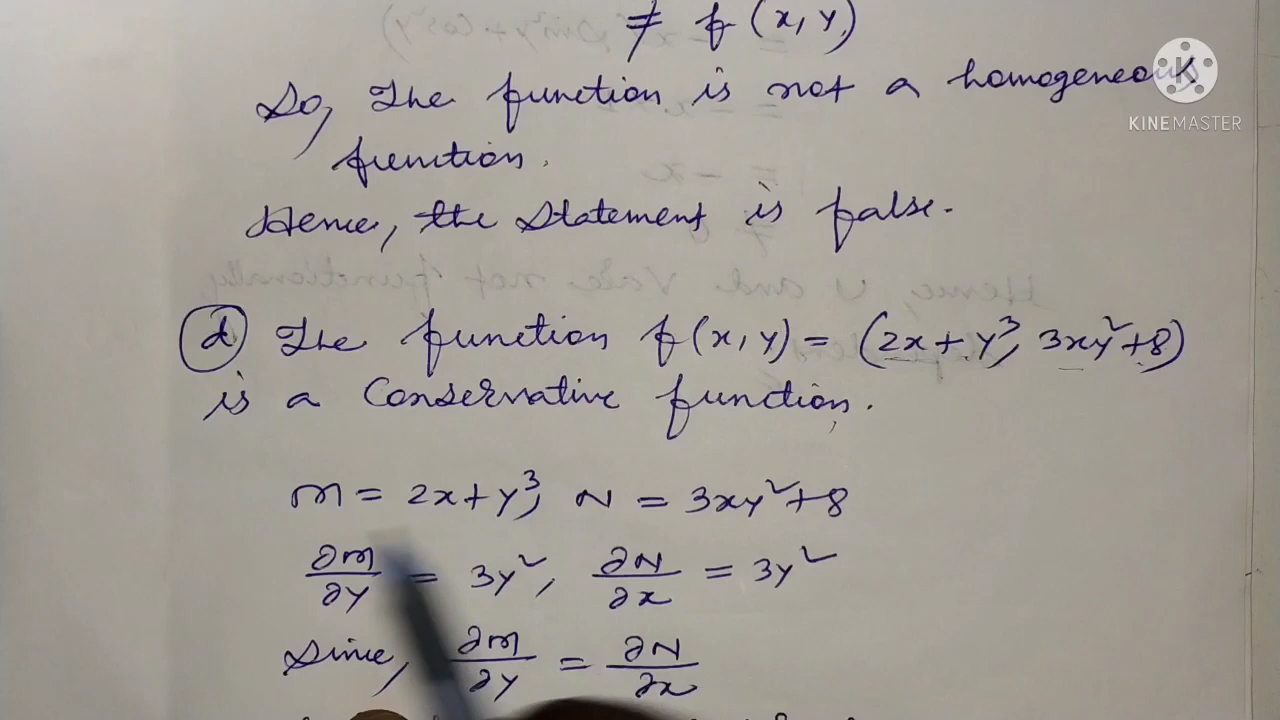 ≠ f(x, y)
So, The function is not a homogeneous
function.
Hence, the Statement is false.
d The function f(x, y) = (2x + y³, 3xy² + 8)
is a Conservative function.
M = 2x + y³, N = 3xy² + 8
∂M/∂y = 3y², ∂N/∂x = 3y²
Since, ∂M/∂y = ∂N/∂x
K
KINEMASTER